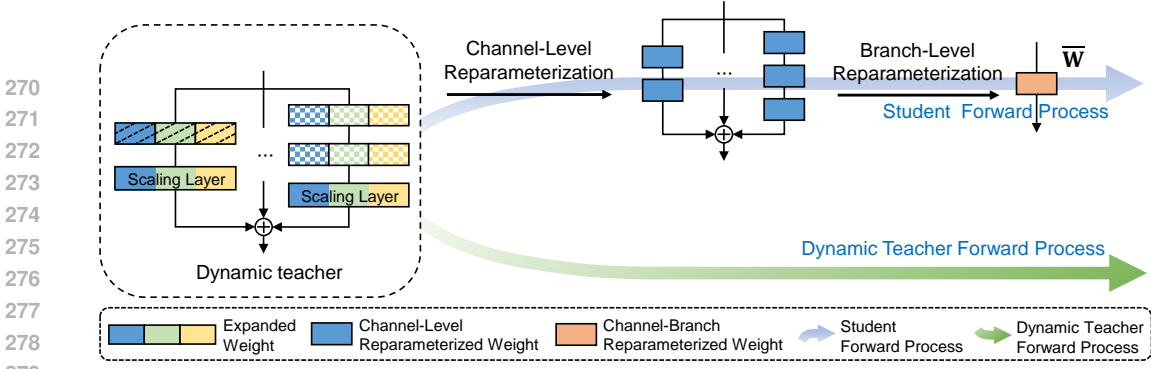 270
271
272
273
274
275
276
277
278
Channel-Level
Reparameterization
...
Branch-Level
Reparameterization
W̅
Student Forward Process
...
Scaling Layer
Scaling Layer
Dynamic teacher
Dynamic Teacher Forward Process
Expanded
Weight
Channel-Level
Reparameterized Weight
Channel-Branch
Reparameterized Weight
Student
Forward Process
Dynamic Teacher
Forward Process